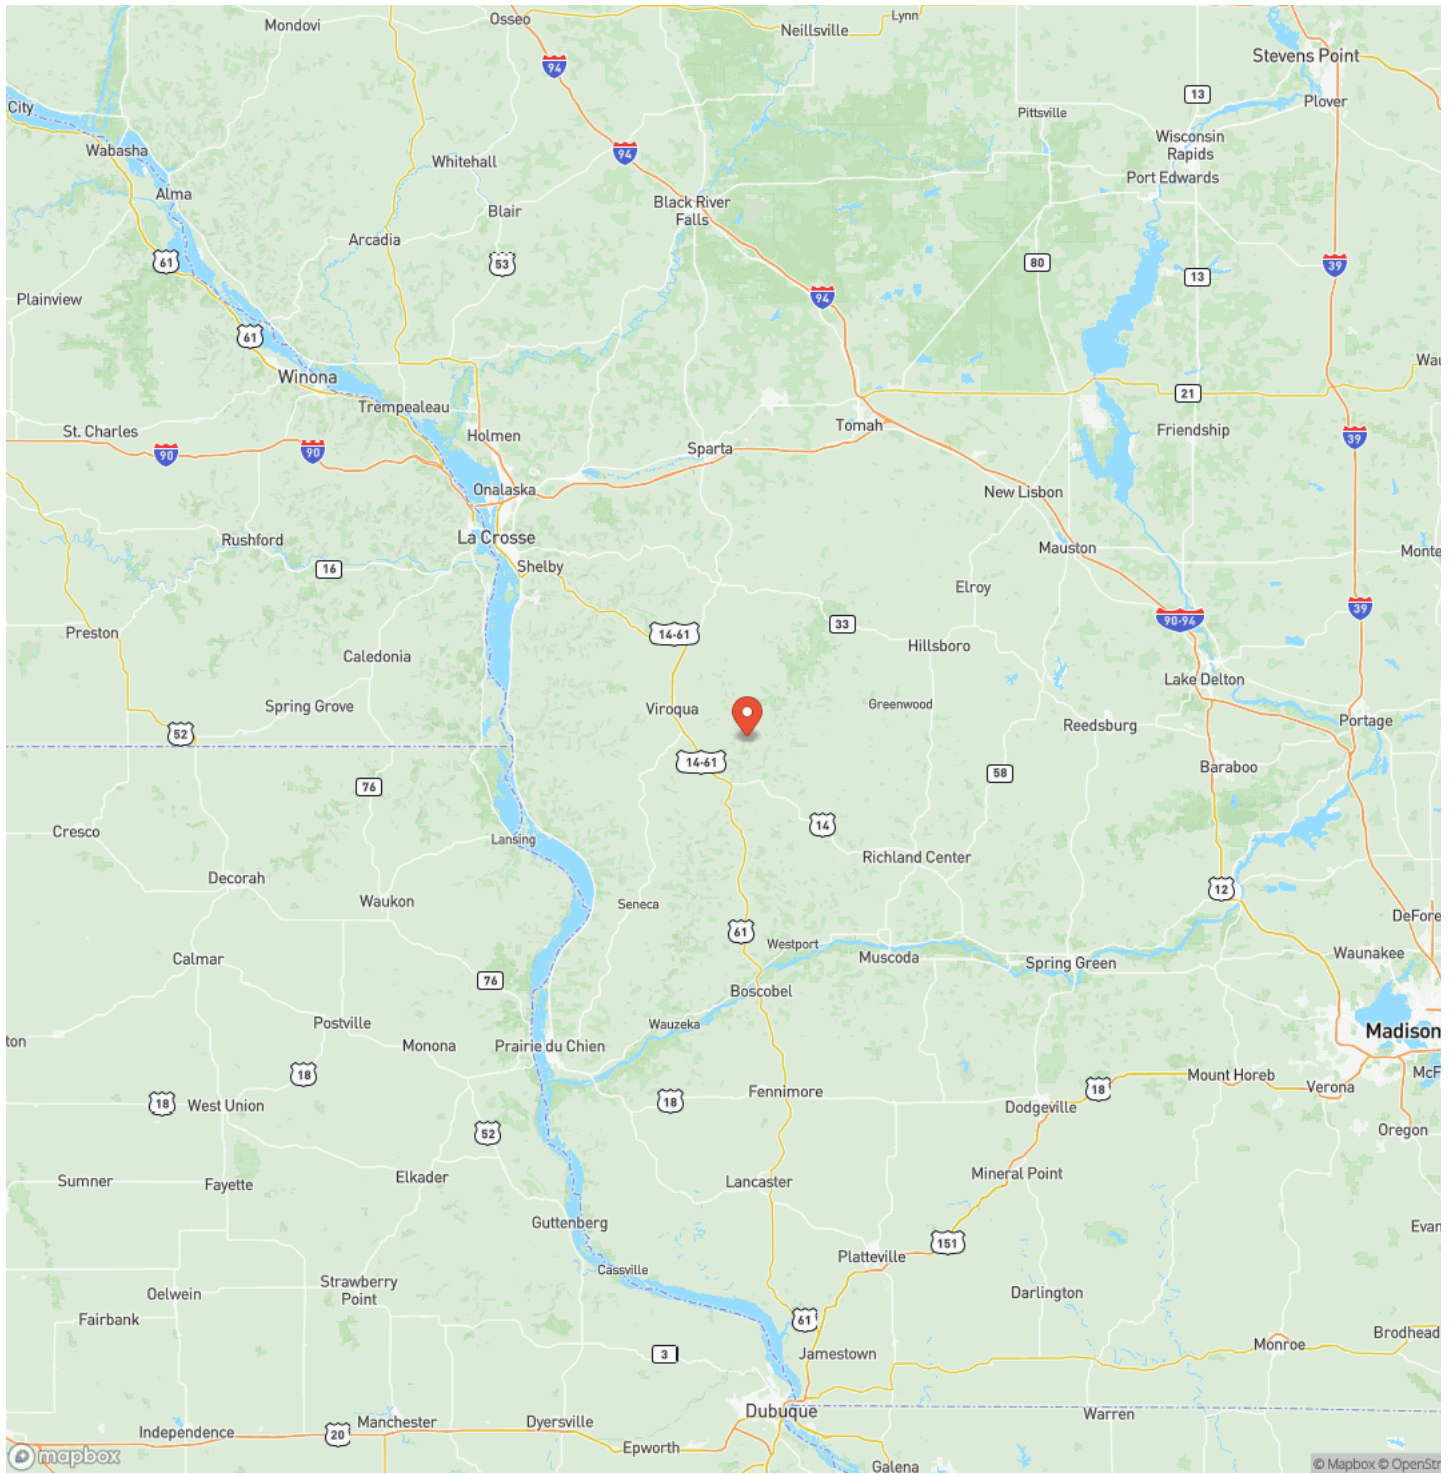 Mondovi
Osseo
Lynn
Neillsville
Stevens Point
Plover
94
13
City
Pittsville
Wabasha
Whitehall
94
Wisconsin
Rapids
Port Edwards
Alma
Blair
Black River
Falls
Arcadia
61
53
80
13
39
Plainview
94
61
Winona
21
Trempealeau
St. Charles
Holmen
Sparta
Tomah
Friendship
39
90
90
Onalaska
New Lisbon
Rushford
La Crosse
Mauston
Monte
16
Shelby
Elroy
39
90-94
Preston
14-61
33
Hillsboro
Caledonia
Lake Delton
Spring Grove
Viroqua
Greenwood
Reedsburg
Portage
52
14-61
Baraboo
76
58
Cresco
Lansing
14
Richland Center
Decorah
Waukon
Seneca
12
DeFore
61
Westport
Waunakee
Calmar
Muscoda
Spring Green
76
Boscobel
Postville
Wauzeka
Madison
ton
Monona
Prairie du Chien
18
Mount Horeb
McF
18
West Union
18
Fennimore
18
Verona
Dodgeville
52
Oregon
Sumner
Fayette
Elkader
Lancaster
Mineral Point
Guttenberg
Evan
151
Platteville
Cassville
Strawberry
Point
Oelwein
Darlington
Fairbank
61
Brodhead
3
Jamestown
Monroe
Dubuque
Warren
Independence
20
Manchester
Dyersville
Epworth
Galena
mapbox
© Mapbox © OpenStr